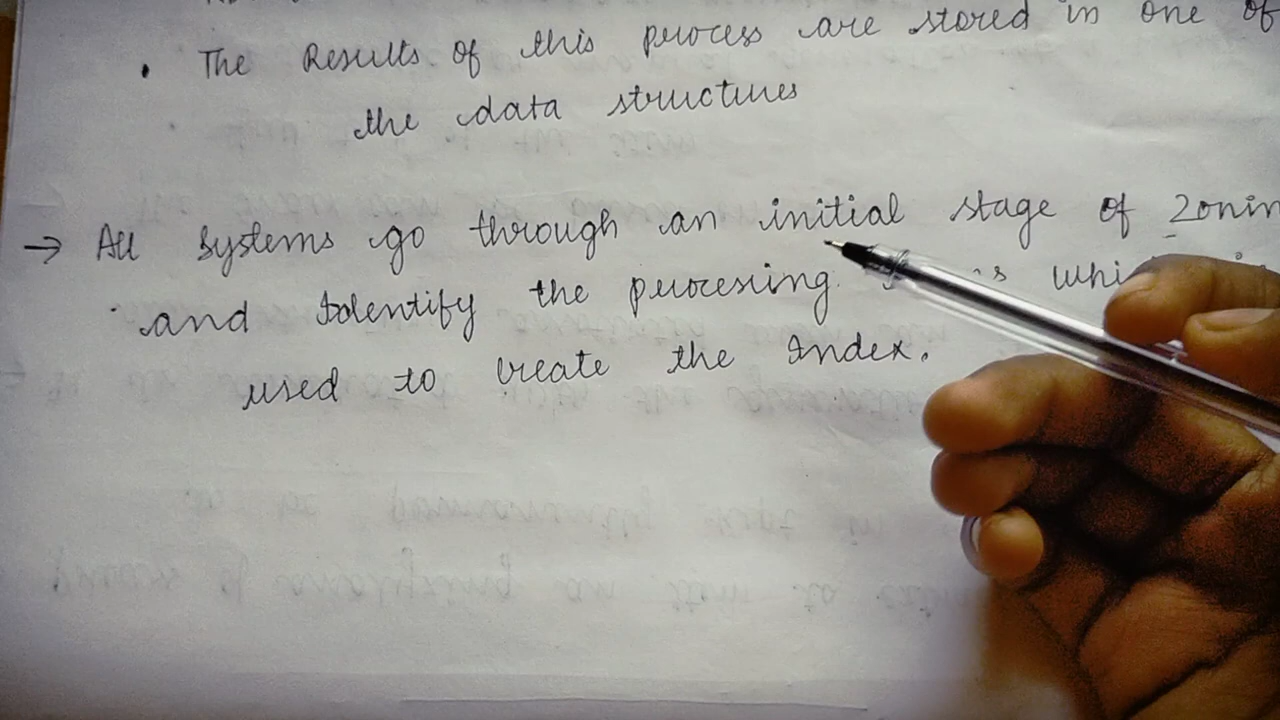 • The Results of this process are stored in one of
the data structures
→ All Systems go through an initial stage of Zonin
and Identify the processing
used to create the Index.